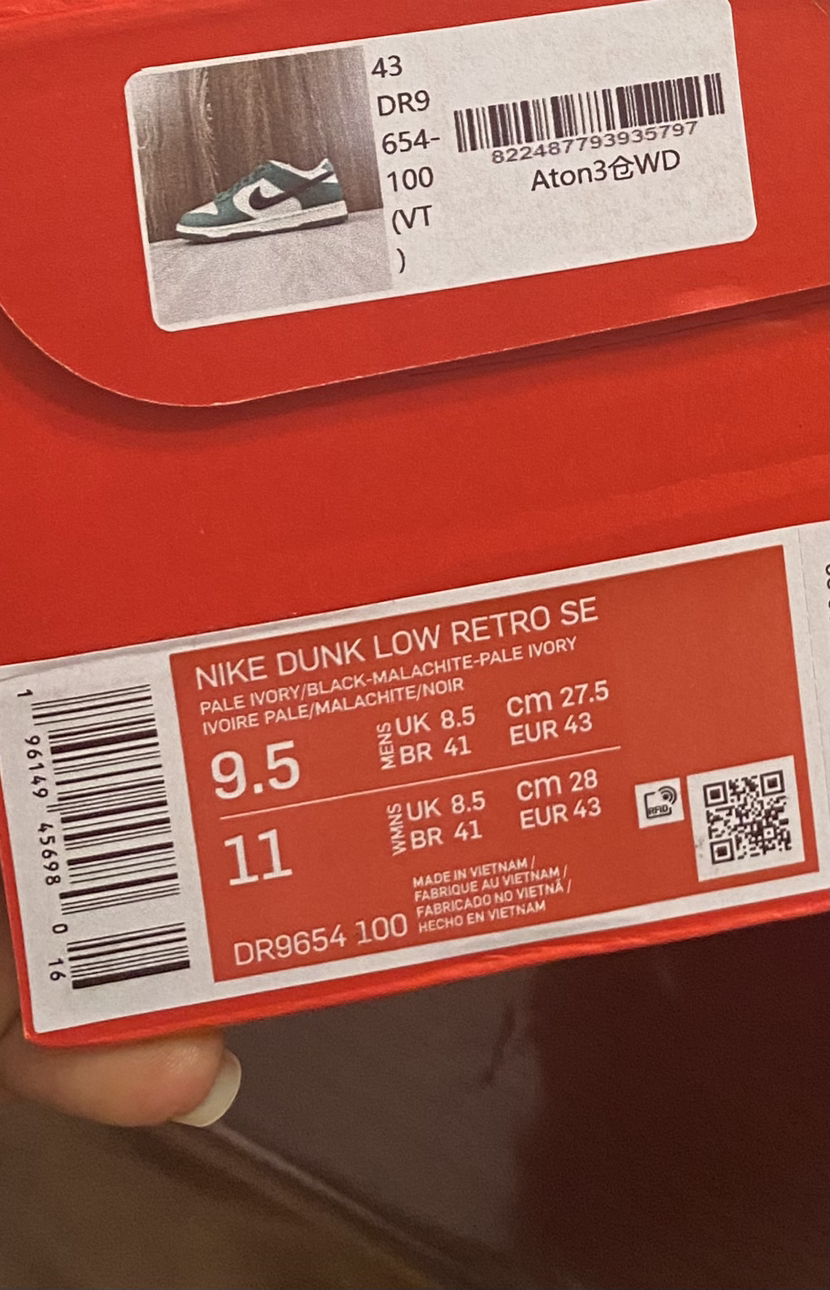 43
DR9
654-
100
(VT
)
822487793935797
Aton3仓WD
NIKE DUNK LOW RETRO SE
PALE IVORY/BLACK-MALACHITE-PALE IVORY
IVOIRE PALE/MALACHITE/NOIR
9.5
MENS
UK 8.5
BR 41
cm 27.5
EUR 43
11
WMNS
UK 8.5
BR 41
cm 28
EUR 43
RFID
MADE IN VIETNAM /
FABRIQUE AU VIETNAM /
FABRICADO NO VIETNÃ /
HECHO EN VIETNAM
DR9654 100
1 96149 45698 0 16